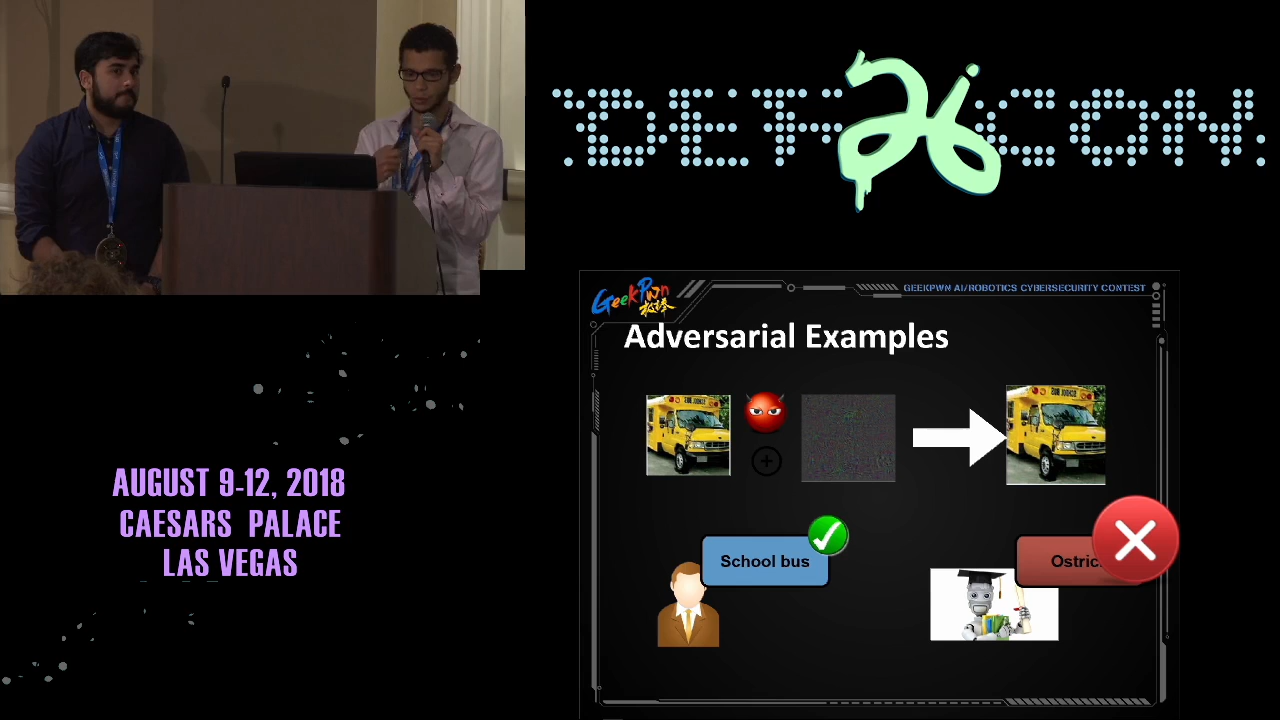 DEF 26 CON
GEEKPWN AI/ROBOTICS CYBERSECURITY CONTEST
GEEKPWN
Adversarial Examples
School bus
Ostric
AUGUST 9-12, 2018
CAESARS PALACE
LAS VEGAS